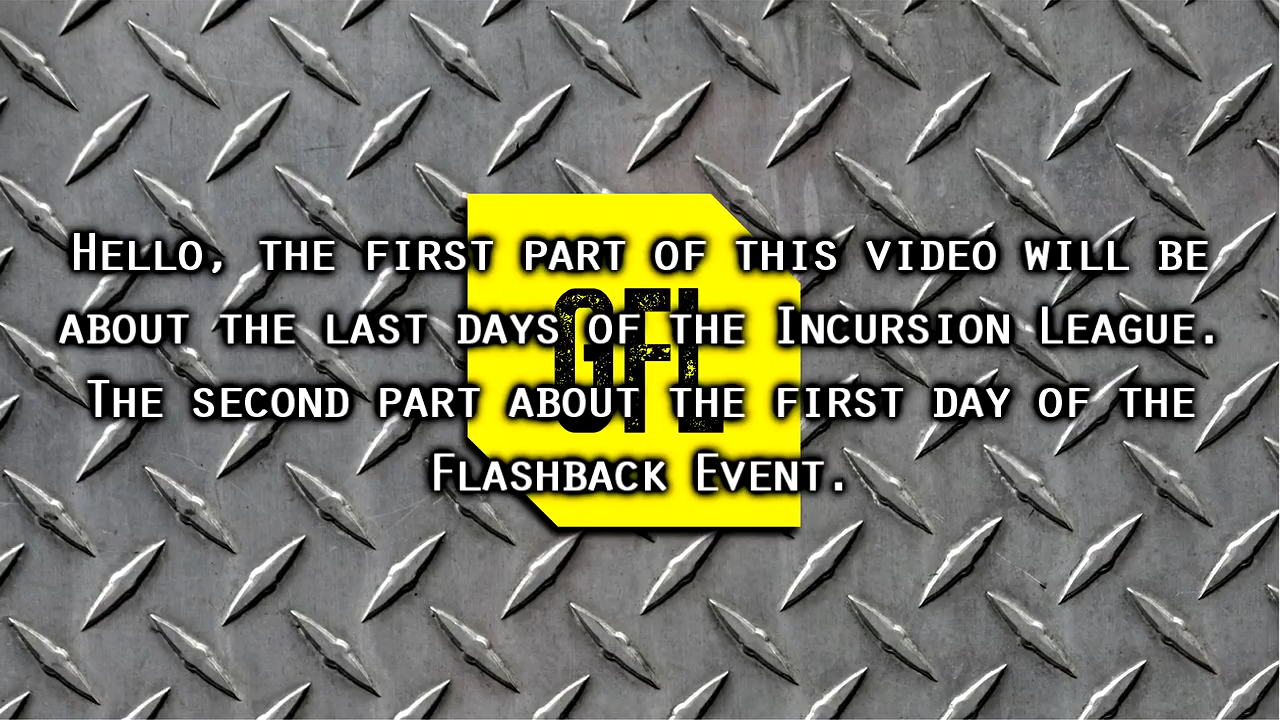 Hello, the first part of this video will be
about the last days of the Incursion League.
The second part about the first day of the
Flashback Event.
GFL